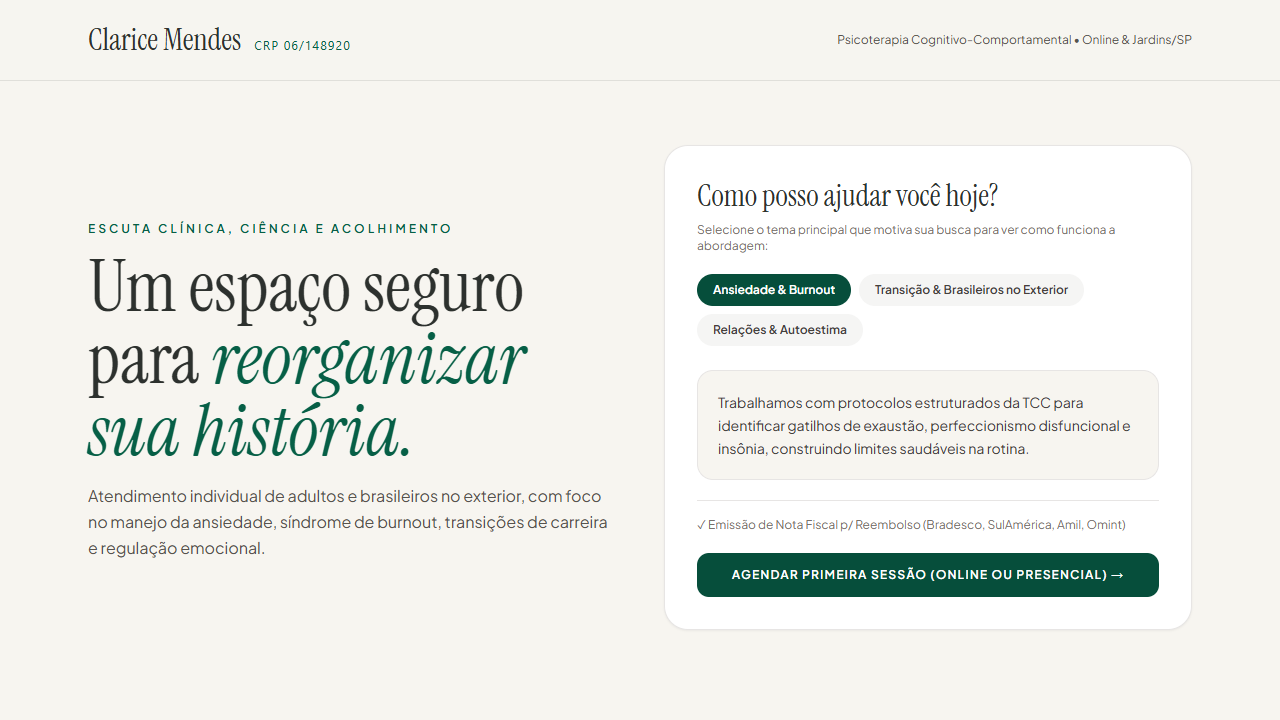 Clarice Mendes CRP 06/148920
Psicoterapia Cognitivo-Comportamental • Online & Jardins/SP
ESCUTA CLÍNICA, CIÊNCIA E ACOLHIMENTO
Um espaço seguro
para reorganizar
sua história.
Atendimento individual de adultos e brasileiros no exterior, com foco
no manejo da ansiedade, síndrome de burnout, transições de carreira
e regulação emocional.
Como posso ajudar você hoje?
Selecione o tema principal que motiva sua busca para ver como funciona a
abordagem:
Ansiedade & Burnout
Transição & Brasileiros no Exterior
Relações & Autoestima
Trabalhamos com protocolos estruturados da TCC para
identificar gatilhos de exaustão, perfeccionismo disfuncional e
insônia, construindo limites saudáveis na rotina.
✓ Emissão de Nota Fiscal p/ Reembolso (Bradesco, SulAmérica, Amil, Omint)
AGENDAR PRIMEIRA SESSÃO (ONLINE OU PRESENCIAL) →